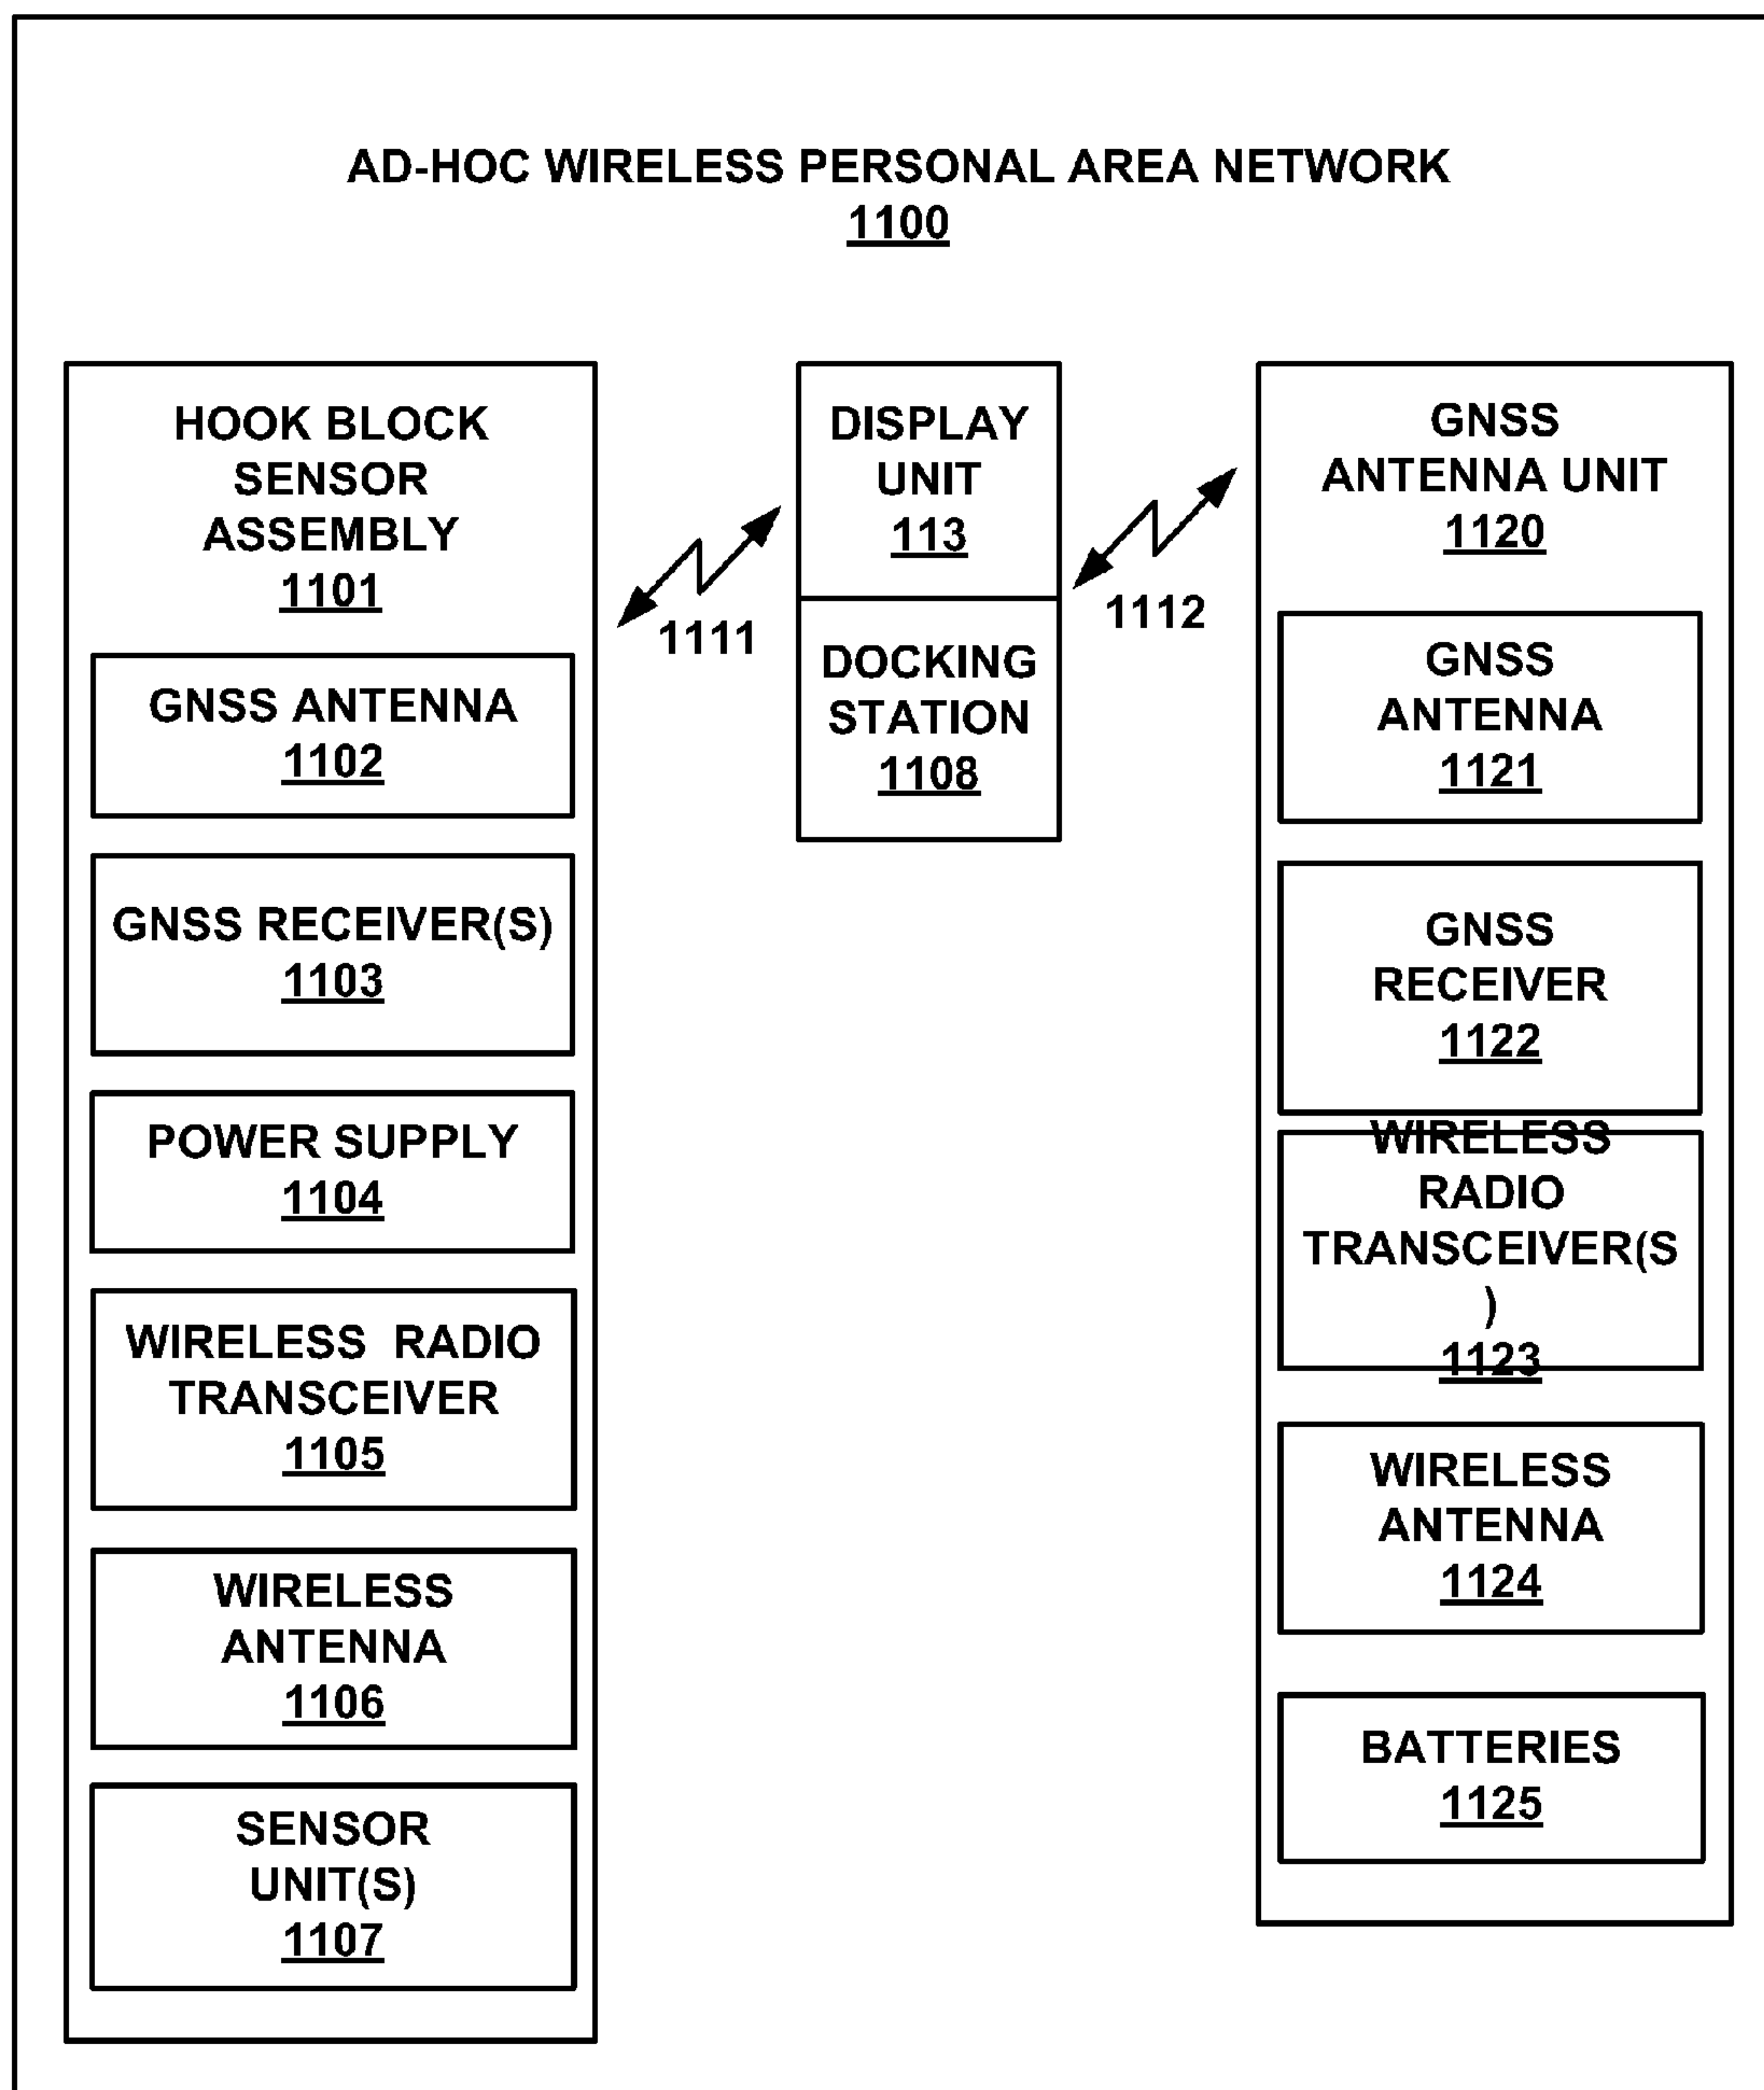 AD-HOC WIRELESS PERSONAL AREA NETWORK
1100
HOOK BLOCK
SENSOR
ASSEMBLY
1101
GNSS ANTENNA
1102
GNSS RECEIVER(S)
1103
POWER SUPPLY
1104
WIRELESS RADIO
TRANSCEIVER
1105
WIRELESS
ANTENNA
1106
SENSOR
UNIT(S)
1107
1111
DISPLAY
UNIT
113
DOCKING
STATION
1108
1112
GNSS
ANTENNA UNIT
1120
GNSS
ANTENNA
1121
GNSS
RECEIVER
1122
WIRELESS
RADIO
TRANSCEIVER(S
)
1123
WIRELESS
ANTENNA
1124
BATTERIES
1125